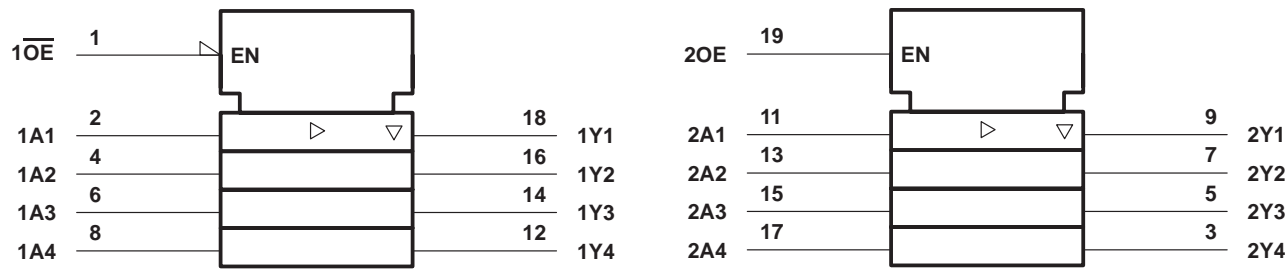 1O̅E̅ 1 EN
1A1 2 18 1Y1
1A2 4 16 1Y2
1A3 6 14 1Y3
1A4 8 12 1Y4
2OE 19 EN
2A1 11 9 2Y1
2A2 13 7 2Y2
2A3 15 5 2Y3
2A4 17 3 2Y4